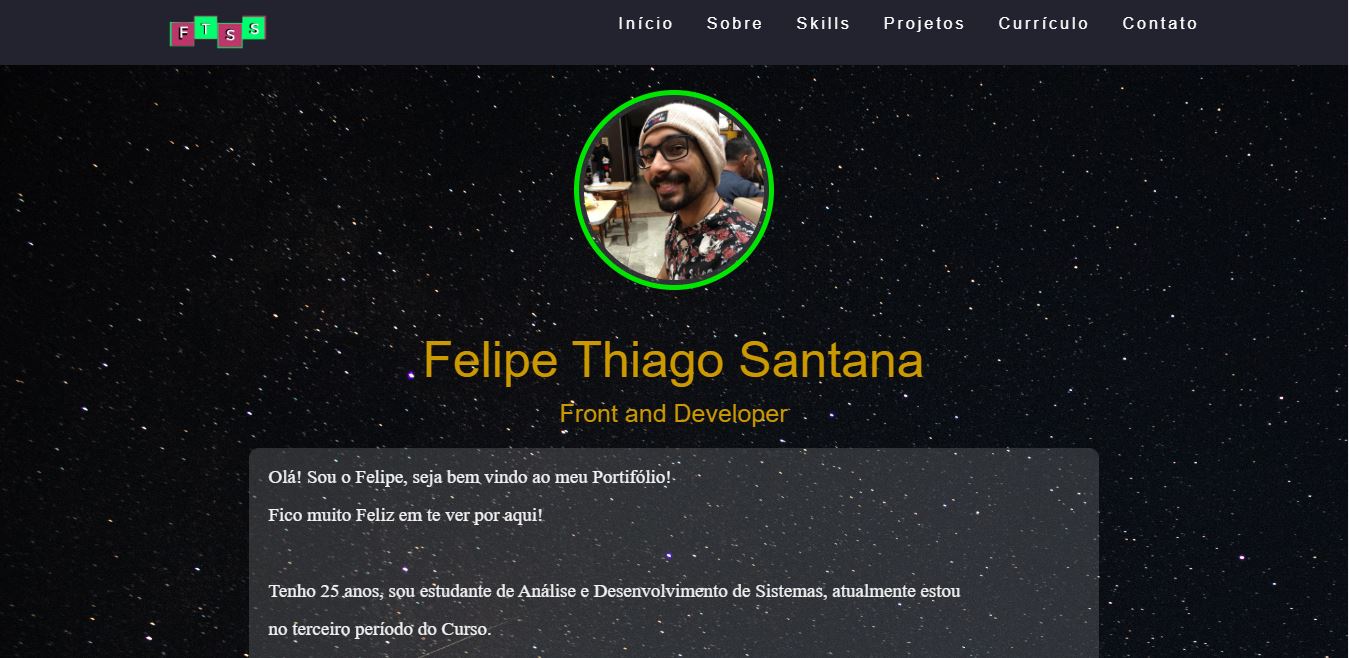 FTSS
Início Sobre Skills Projetos Currículo Contato
Felipe Thiago Santana
Front and Developer
Olá! Sou o Felipe, seja bem vindo ao meu Portifólio!
Fico muito Feliz em te ver por aqui!
Tenho 25 anos, sou estudante de Análise e Desenvolvimento de Sistemas, atualmente estou
no terceiro período do Curso.